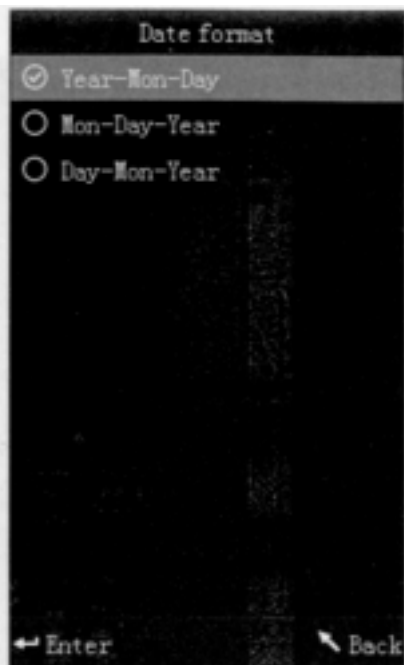 Date format
Year-Mon-Day
Mon-Day-Year
Day-Mon-Year
Enter
Back